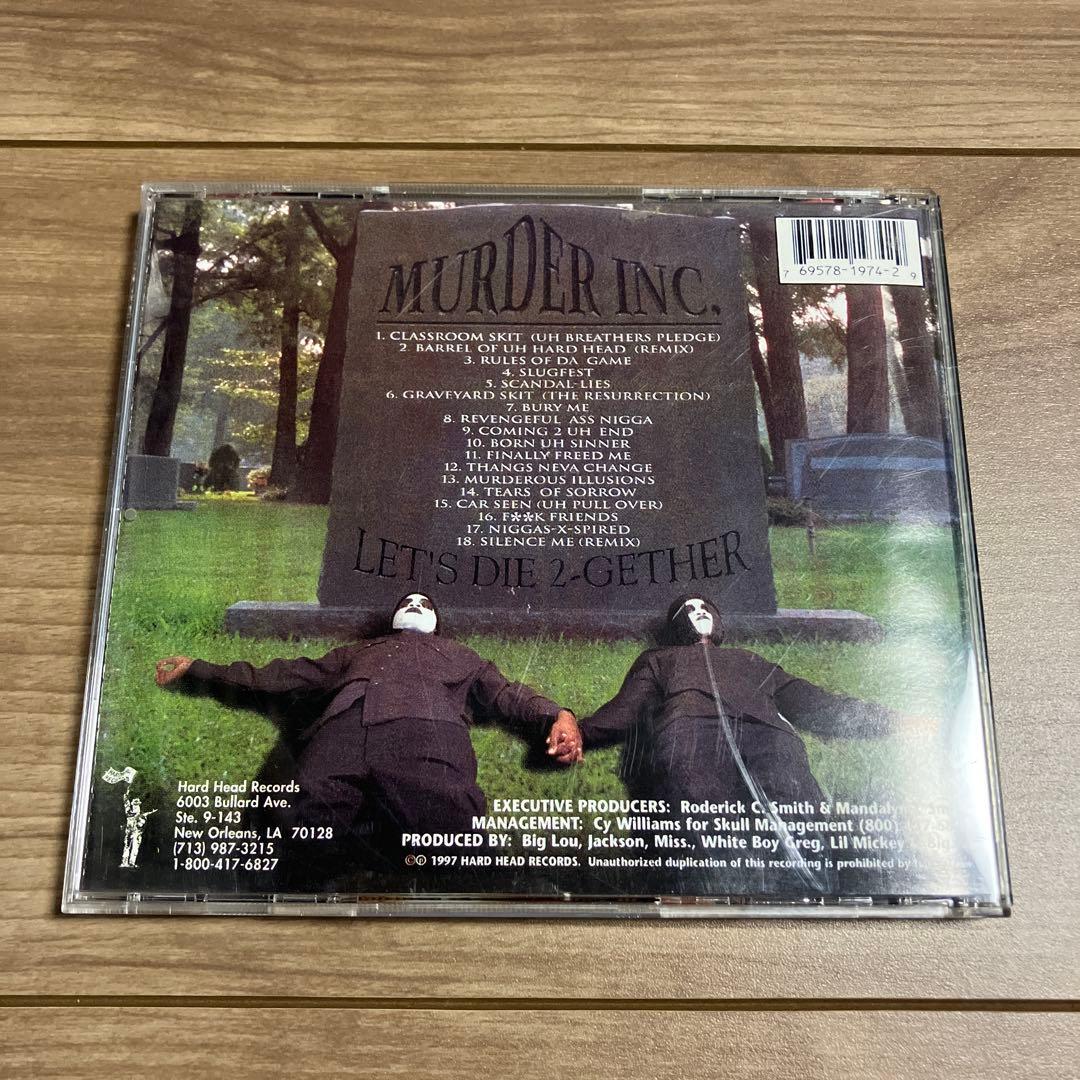 MURDER INC.
1. CLASSROOM SKIT (UH BREATHERS PLEDGE)
2. BARREL OF UH HARD HEAD (REMIX)
3. RULES OF DA GAME
4. SLUGFEST
5. SCANDAL-LIES
6. GRAVEYARD SKIT (THE RESURRECTION)
7. BURY ME
8. REVENGEFUL ASS NIGGA
9. COMING 2 UH END
10. BORN UH SINNER
11. FINALLY FREED ME
12. THANGS NEVA CHANGE
13. MURDEROUS ILLUSIONS
14. TEARS OF SORROW
15. CAR SEEN (UH PULL OVER)
16. F**K FRIENDS
17. NIGGAS-X-SPIRED
18. SILENCE ME (REMIX)
LET'S DIE 2-GETHER
7 69578-1974-2 9
Hard Head Records
6003 Bullard Ave.
Ste. 9-143
New Orleans, LA 70128
(713) 987-3215
1-800-417-6827
EXECUTIVE PRODUCERS: Roderick C. Smith &
MANAGEMENT: Cy Williams for Skull Management (800)
PRODUCED BY: Big Lou, Jackson, Miss., White Boy Greg, Lil Mickey
©℗ 1997 HARD HEAD RECORDS. Unauthorized duplication of this recording is prohibited by